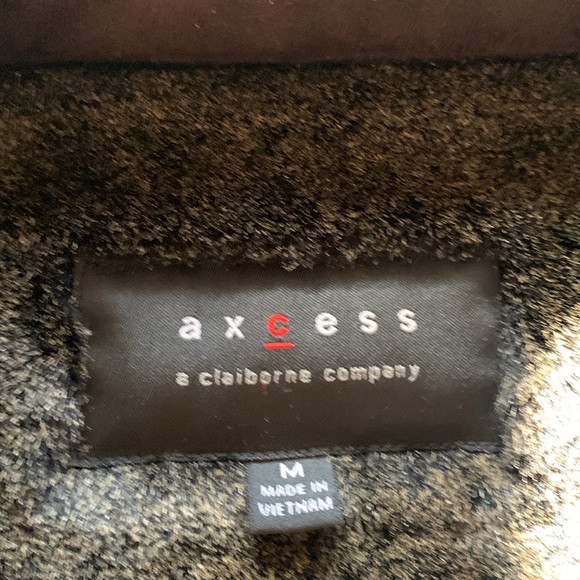 axcess
a claiborne company
M
MADE IN
VIETNAM